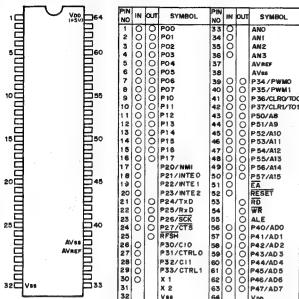 1
VDD
(+5V)
64
5
60
10
55
15
50
20
45
25
40
AVss
AVREF
30
35
32
Vss
33
PIN NO IN OUT SYMBOL PIN NO IN OUT SYMBOL
1 P00 33 AN0
2 P01 34 AN1
3 P02 35 AN2
4 P03 36 AN3
5 P04 37 AVREF
6 P05 38 AVss
7 P06 39 P34/PWM0
8 P07 40 P35/PWM1
9 P10 41 P36/CLR0/TO0
10 P11 42 P37/CLR1/TO1
11 P12 43 P50/A8
12 P13 44 P51/A9
13 P14 45 P52/A10
14 P15 46 P53/A11
15 P16 47 P54/A12
16 P17 48 P55/A13
17 P20/NMI 49 P56/A14
18 P21/INTE0 50 P57/A15
19 P22/INTE1 51 EA
20 P23/INTE2 52 RESET
21 P24/TxD 53 RD
22 P25/RxD 54 WR
23 P26/SCK 55 ALE
24 P27/CTS 56 P40/AD0
25 RFSH 57 P41/AD1
26 P30/CI0 58 P42/AD2
27 P31/CTRL0 59 P43/AD3
28 P32/CI1 60 P44/AD4
29 P33/CTRL1 61 P45/AD5
30 X1 62 P46/AD6
31 X2 63 P47/AD7
32 Vss 64